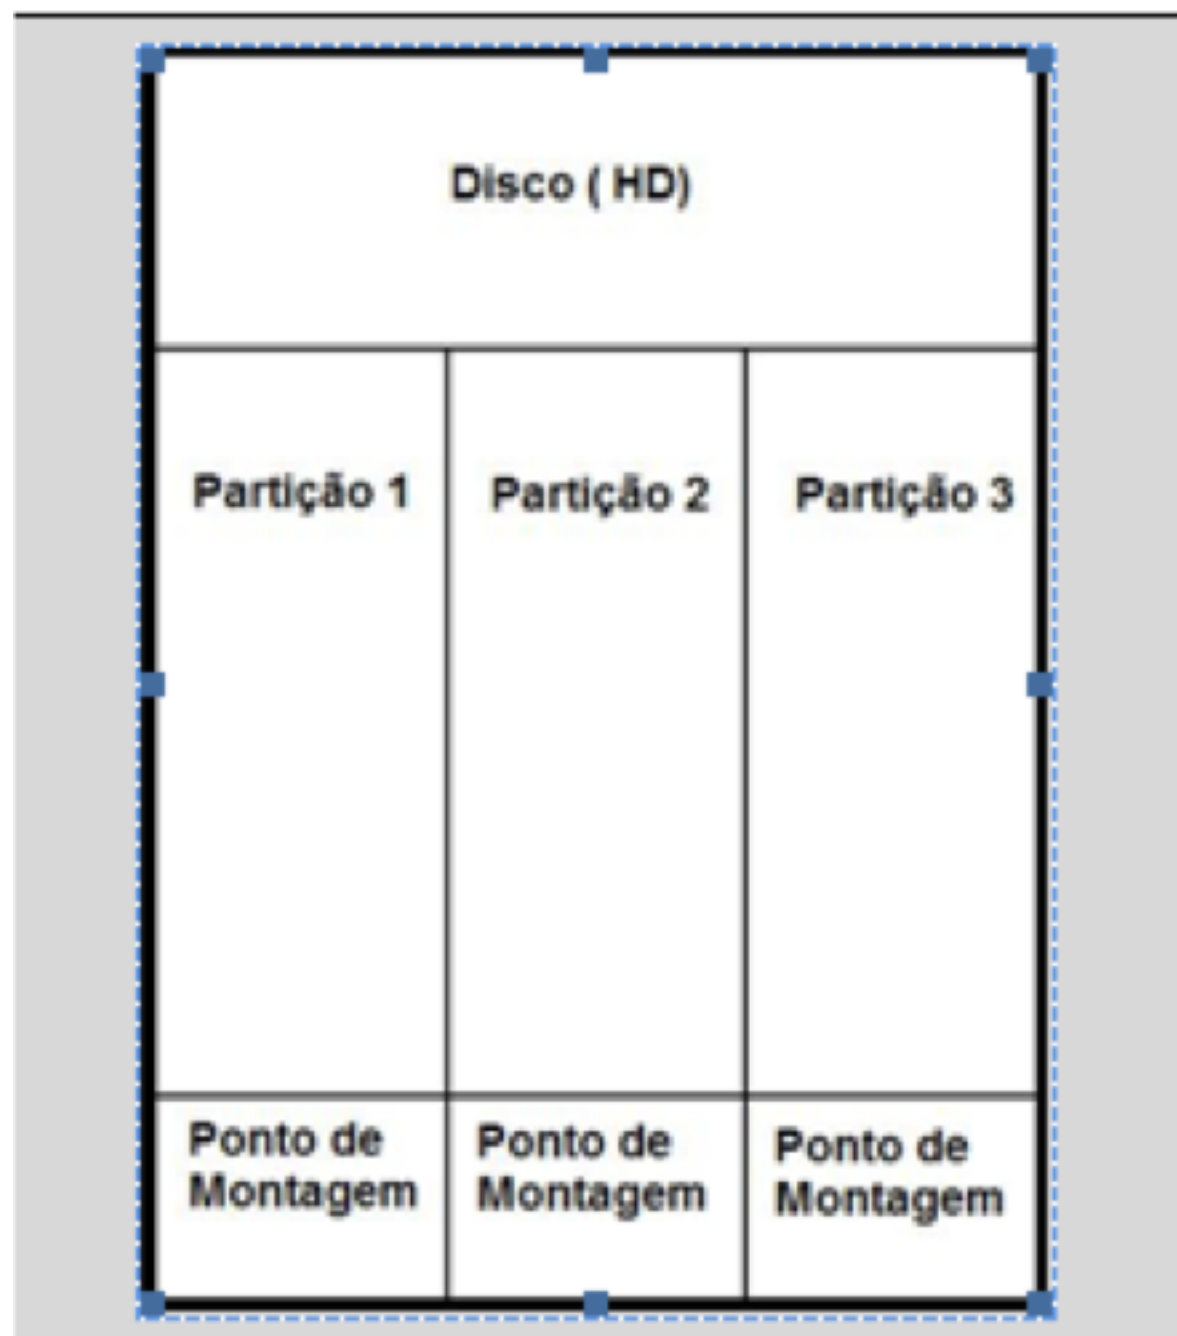 Disco ( HD)
Partição 1
Partição 2
Partição 3
Ponto de
Montagem
Ponto de
Montagem
Ponto de
Montagem